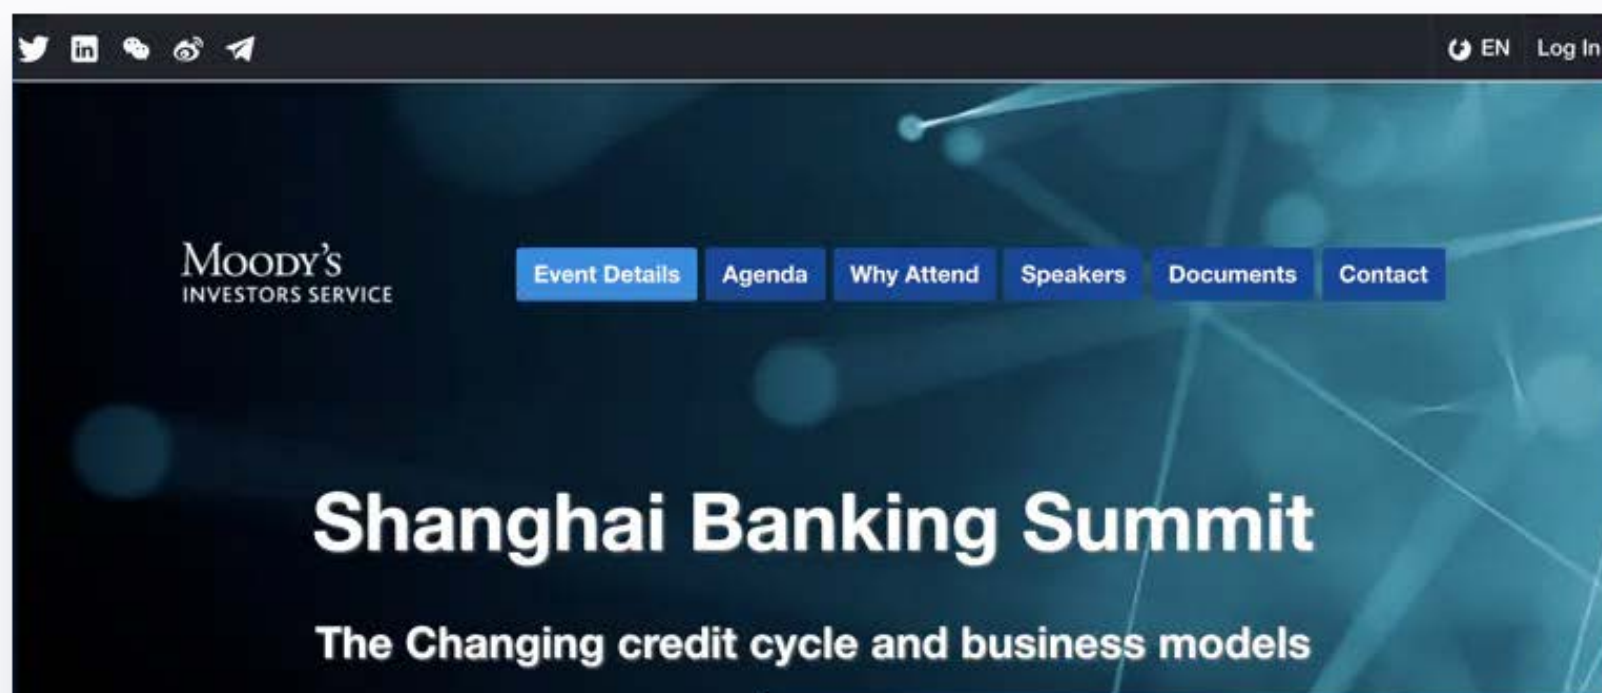 EN Log In
MOODY'S
INVESTORS SERVICE
Event Details Agenda Why Attend Speakers Documents Contact
Shanghai Banking Summit
The Changing credit cycle and business models